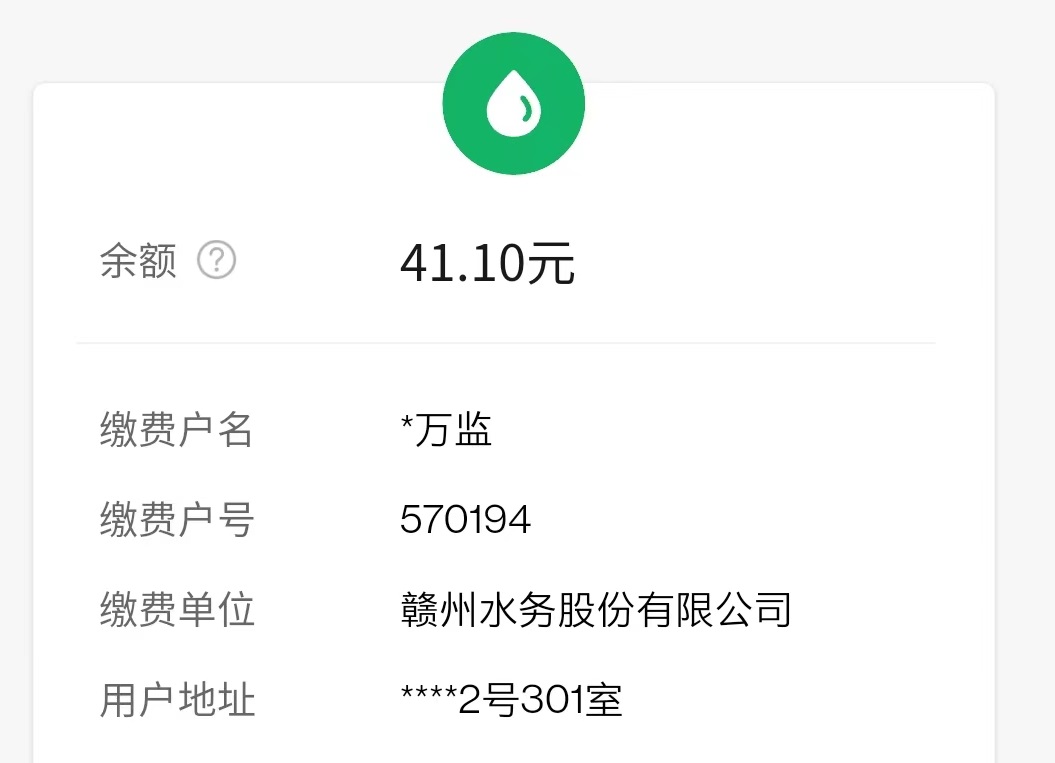 余额 ? 41.10元
缴费户名 *万监
缴费户号 570194
缴费单位 赣州水务股份有限公司
用户地址 ****2号301室